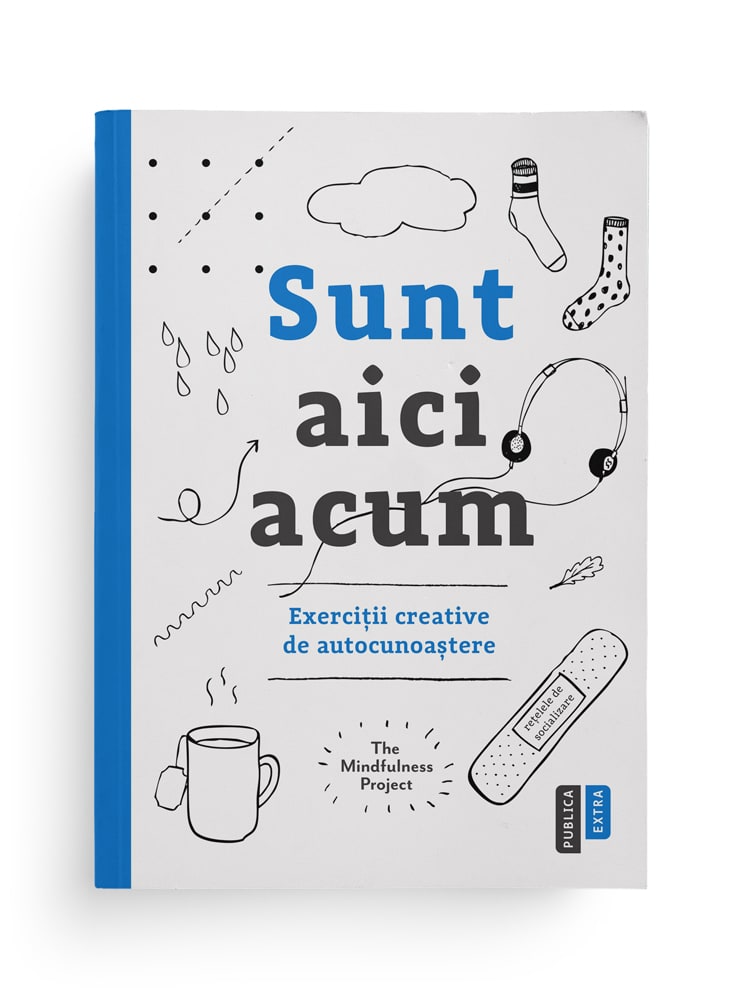 Sunt
aici
acum
Exerciții creative
de autocunoaștere
rețelele de
socializare
The
Mindfulness
Project
PUBLICA
EXTRA